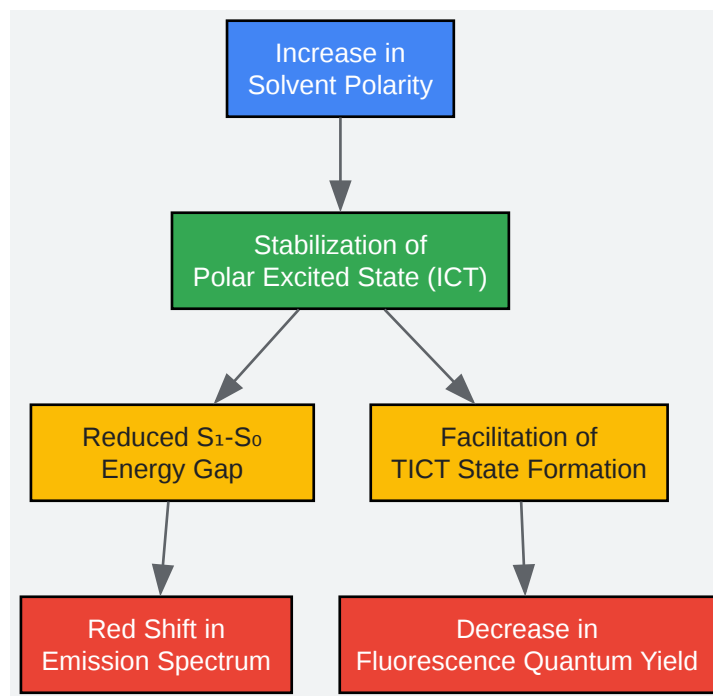 Increase in
Solvent Polarity
Stabilization of
Polar Excited State (ICT)
Reduced S₁-S₀
Energy Gap
Facilitation of
TICT State Formation
Red Shift in
Emission Spectrum
Decrease in
Fluorescence Quantum Yield